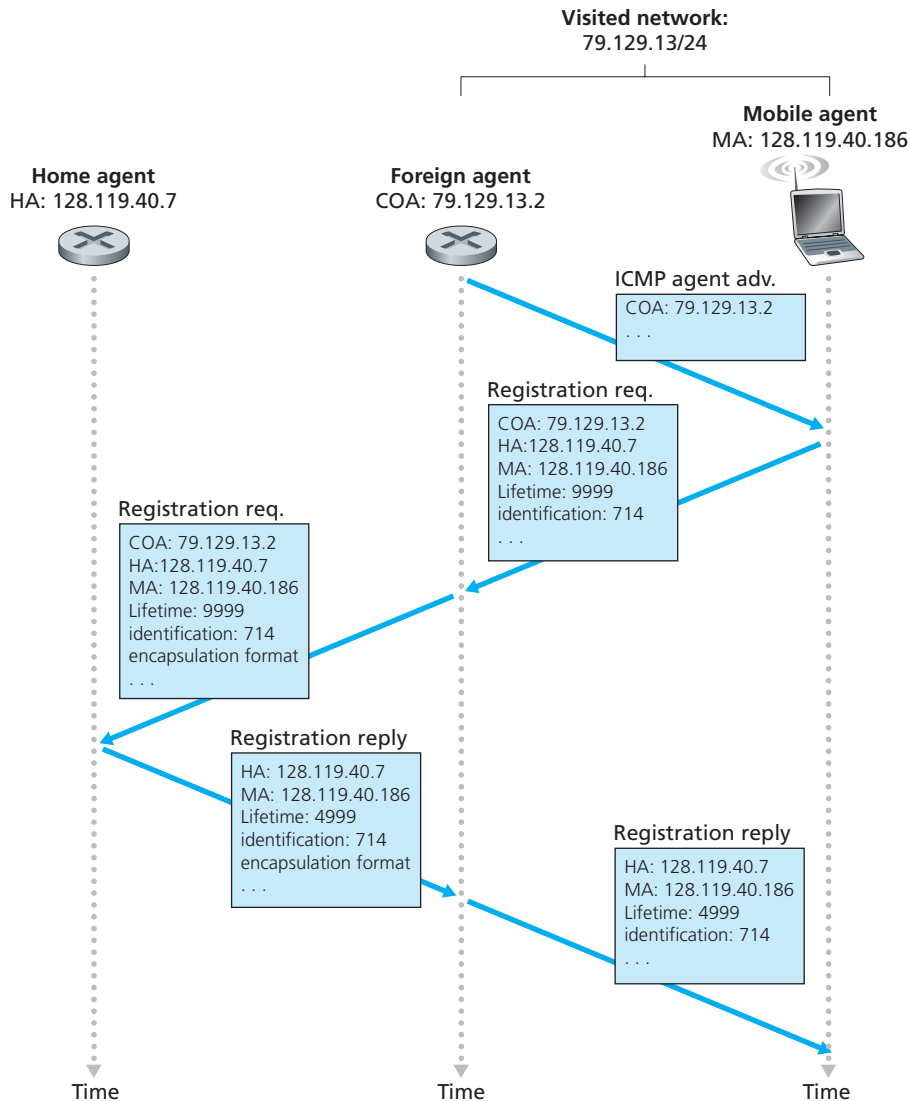 Visited network:
79.129.13/24
Mobile agent
MA: 128.119.40.186
Home agent
HA: 128.119.40.7
Foreign agent
COA: 79.129.13.2
ICMP agent adv.
COA: 79.129.13.2
. . .
Registration req.
COA: 79.129.13.2
HA:128.119.40.7
MA: 128.119.40.186
Lifetime: 9999
identification: 714
. . .
Registration req.
COA: 79.129.13.2
HA:128.119.40.7
MA: 128.119.40.186
Lifetime: 9999
identification: 714
encapsulation format
. . .
Registration reply
HA: 128.119.40.7
MA: 128.119.40.186
Lifetime: 4999
identification: 714
encapsulation format
. . .
Registration reply
HA: 128.119.40.7
MA: 128.119.40.186
Lifetime: 4999
identification: 714
. . .
Time
Time
Time